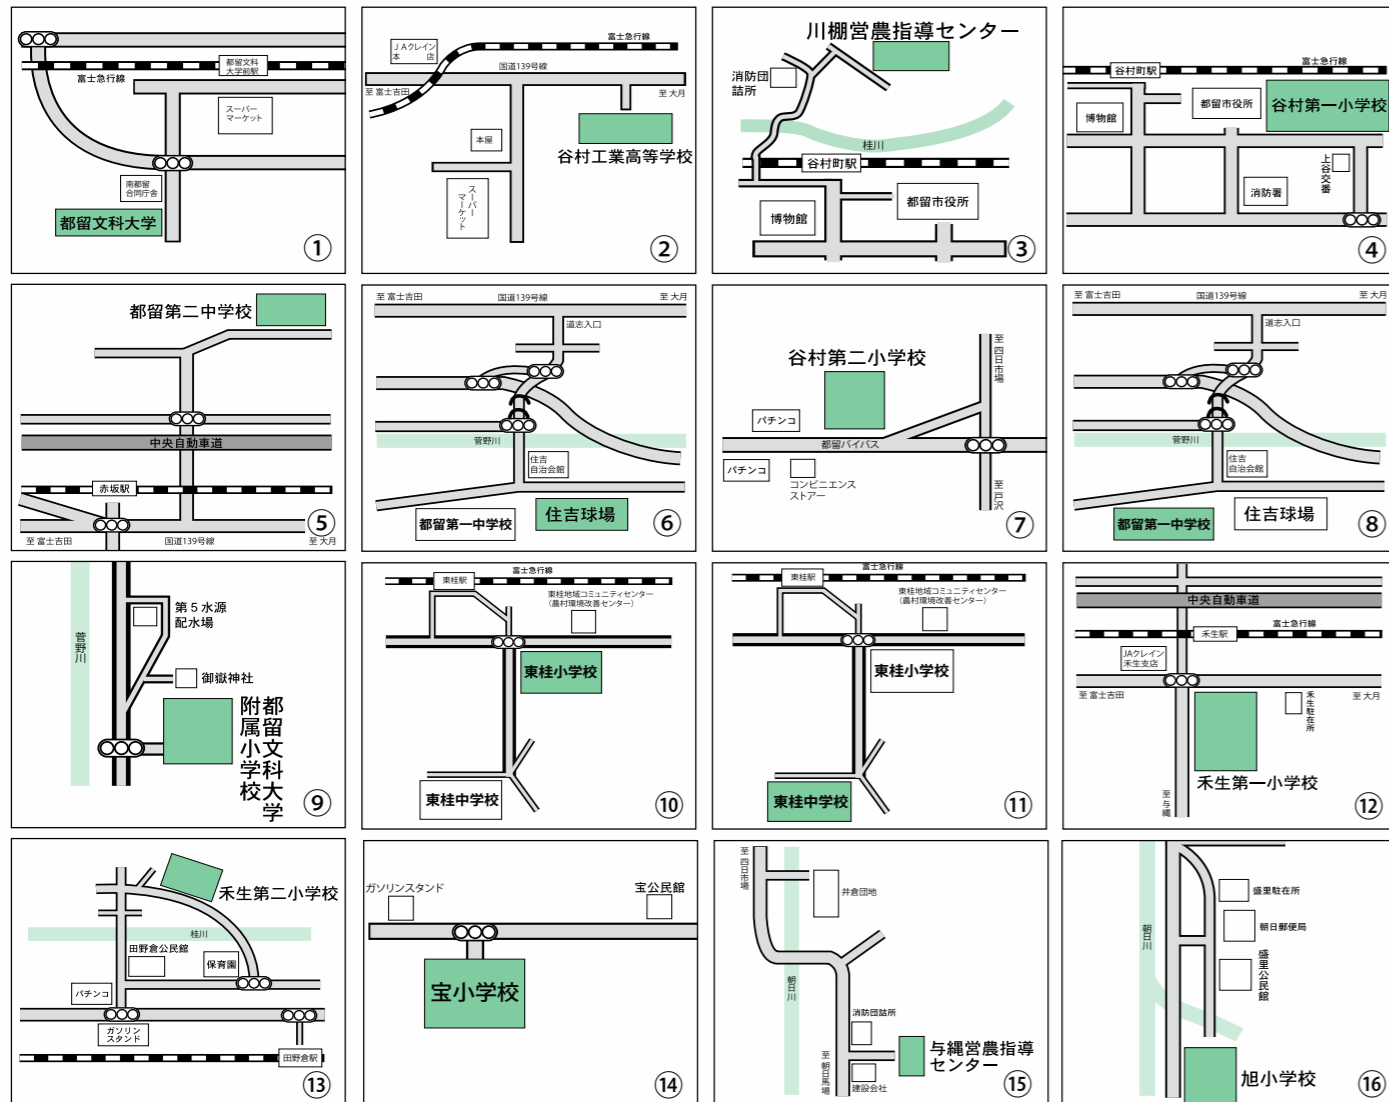 都留文科
大学前駅
富士急行線
スーパー
マーケット
南都留
合同庁舎
都留文科大学
①
JAクレイン
本店
富士急行線
国道139号線
至 富士吉田
至 大月
本屋
谷村工業高等学校
スーパーマーケット
②
川棚営農指導センター
消防団
詰所
桂川
谷村町駅
博物館
都留市役所
③
富士急行線
谷村町駅
博物館
都留市役所
谷村第一小学校
上谷交番
消防署
④
都留第二中学校
中央自動車道
赤坂駅
至 富士吉田
国道139号線
至 大月
⑤
至 富士吉田
国道139号線
至 大月
道志入口
菅野川
住吉
自治会館
都留第一中学校
住吉球場
⑥
至 四日市場
谷村第二小学校
パチンコ
都留バイパス
パチンコ
コンビニエンス
ストアー
至 戸沢
⑦
至 富士吉田
国道139号線
至 大月
道志入口
菅野川
住吉
自治会館
都留第一中学校
住吉球場
⑧
菅野川
第5水源
配水場
御嶽神社
都留文科大学
附属小学校
⑨
富士急行線
東桂駅
東桂地域コミュニティセンター
(農村環境改善センター)
東桂小学校
東桂中学校
⑩
富士急行線
東桂駅
東桂地域コミュニティセンター
(農村環境改善センター)
東桂小学校
東桂中学校
⑪
中央自動車道
富士急行線
禾生駅
JAクレイン
禾生支店
至 富士吉田
至 大月
禾生駐在所
禾生第一小学校
至 与縄
⑫
禾生第二小学校
桂川
田野倉公民館
保育園
パチンコ
ガソリン
スタンド
田野倉駅
⑬
ガソリンスタンド
宝公民館
宝小学校
⑭
至 四日市場
井倉団地
朝日川
消防団詰所
与縄営農指導
センター
至 朝日馬場
建設会社
⑮
盛里駐在所
朝日郵便局
朝日川
盛里公民館
旭小学校
⑯